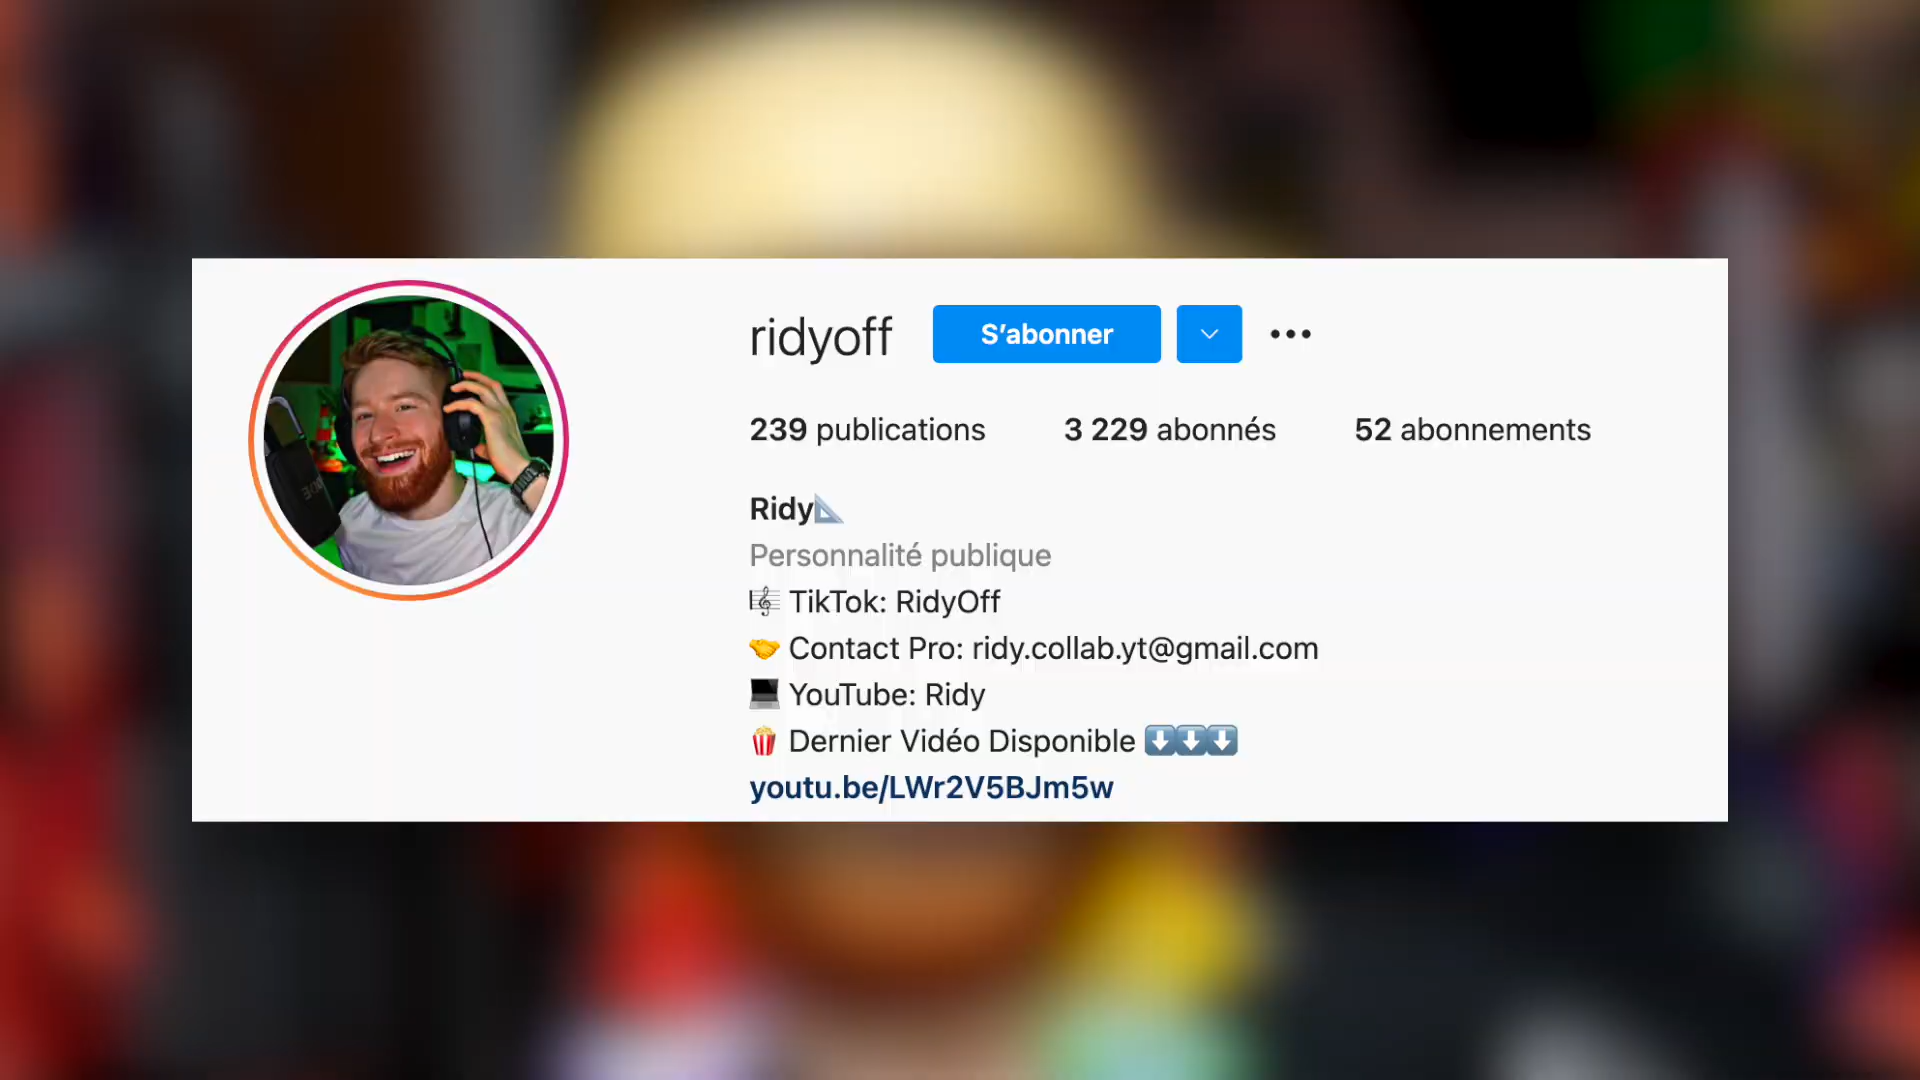 ridyoff S’abonner
239 publications 3 229 abonnés 52 abonnements
Ridy
Personnalité publique
TikTok: RidyOff
Contact Pro: ridy.collab.yt@gmail.com
YouTube: Ridy
Dernier Vidéo Disponible
youtu.be/LWr2V5BJm5w